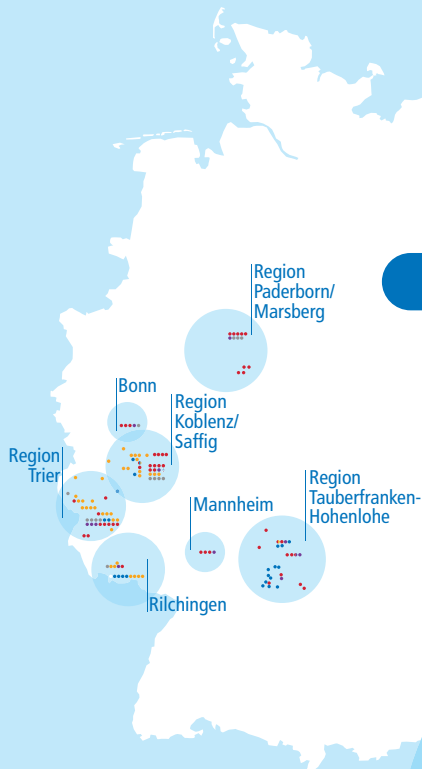 Region
Paderborn/
Marsberg
Bonn
Region
Koblenz/
Saffig
Region
Trier
Mannheim
Region
Tauberfranken-
Hohenlohe
Rilchingen